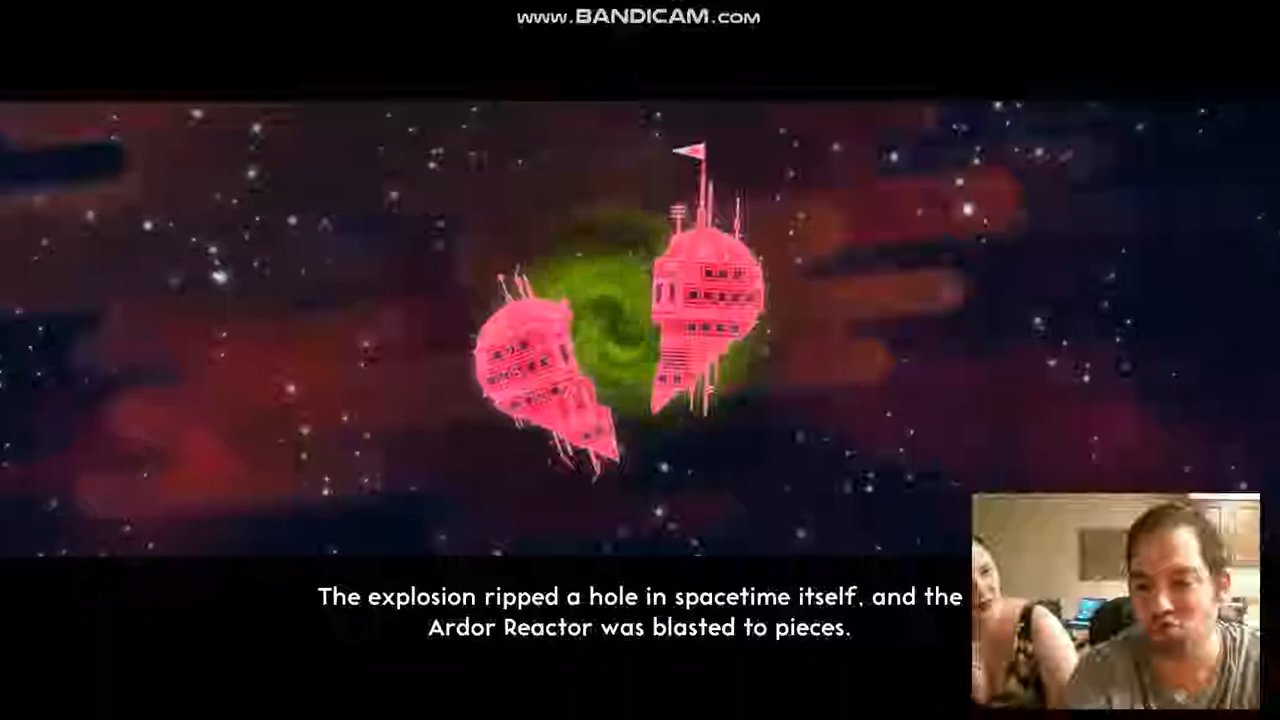 www.BANDICAM.COM
The explosion ripped a hole in spacetime itself, and the
Ardor Reactor was blasted to pieces.